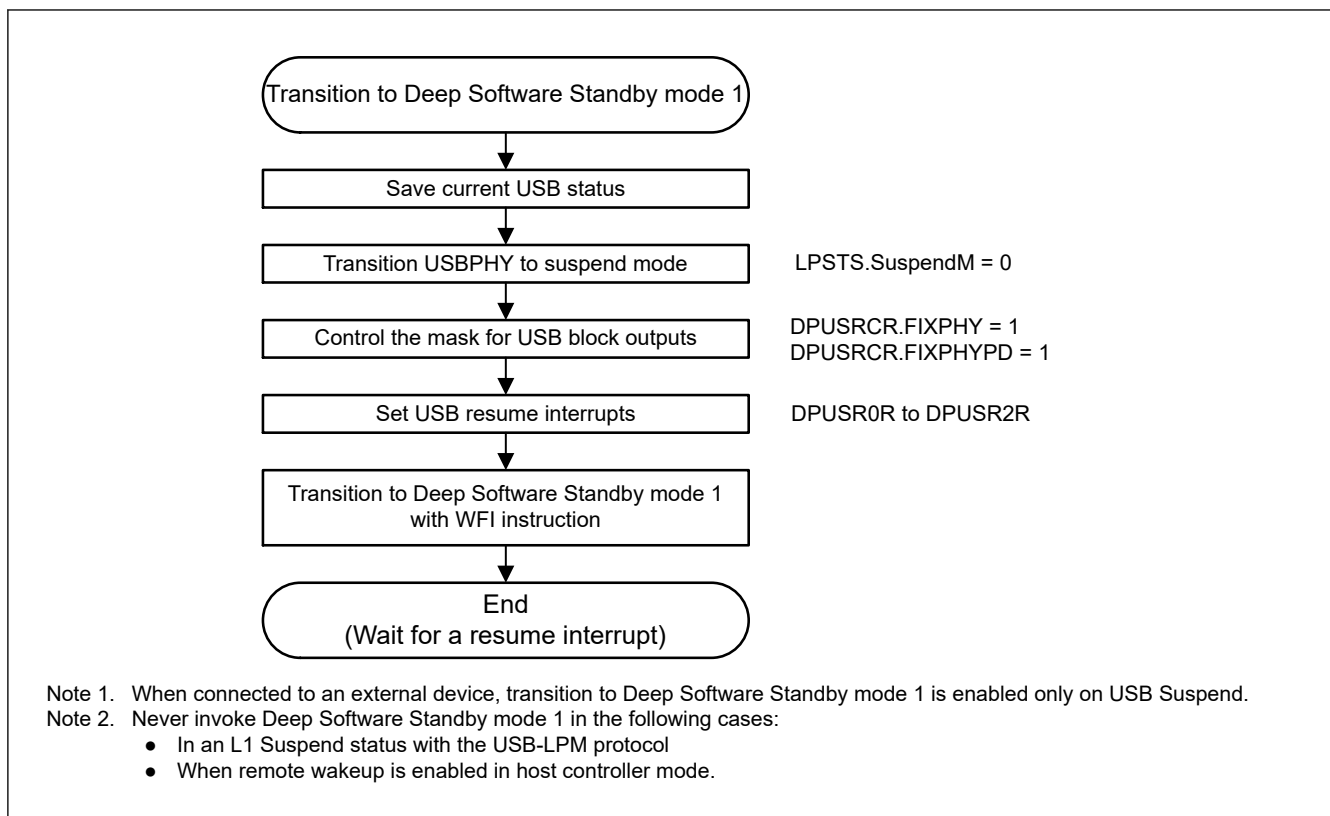 Transition to Deep Software Standby mode 1
Save current USB status
Transition USBPHY to suspend mode
LPSTS.SuspendM = 0
Control the mask for USB block outputs
DPUSRCR.FIXPHY = 1
DPUSRCR.FIXPHYPD = 1
Set USB resume interrupts
DPUSR0R to DPUSR2R
Transition to Deep Software Standby mode 1
with WFI instruction
End
(Wait for a resume interrupt)
Note 1. When connected to an external device, transition to Deep Software Standby mode 1 is enabled only on USB Suspend.
Note 2. Never invoke Deep Software Standby mode 1 in the following cases:
● In an L1 Suspend status with the USB-LPM protocol
● When remote wakeup is enabled in host controller mode.